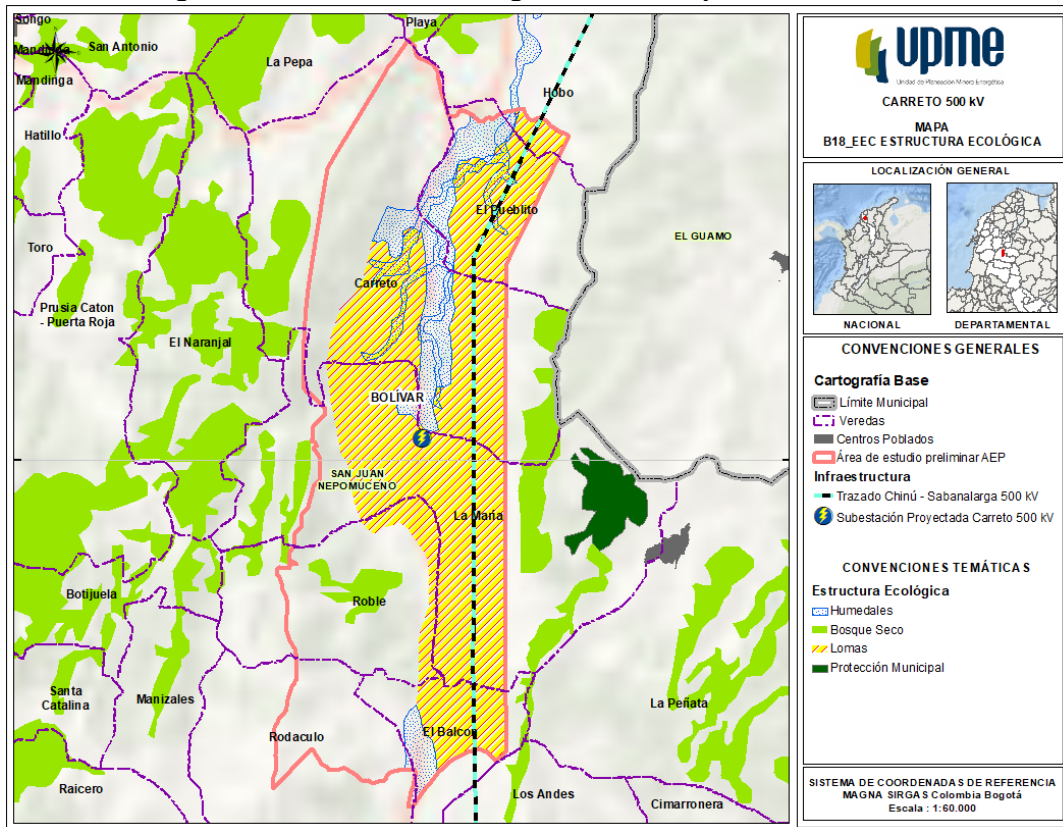 Songo
Playa
San Antonio
Mandinga
La Pepa
Mandinga
Hobo
Hatillo
El Pueblito
Toro
EL GUAMO
Carreto
Prusia Caton
- Puerta Roja
El Naranjal
BOLÍVAR
SAN JUAN
NEPOMUCENO
La Maria
Botijuela
Roble
Santa
Catalina
Manizales
La Peñata
Rodaculo
El Balcon
Raicero
Los Andes
Cimarronera
upme
Unidad de Planeación Minero Energética
CARRETO 500 kV
MAPA
B18_EEC ESTRUCTURA ECOLÓGICA
LOCALIZACIÓN GENERAL
NACIONAL
DEPARTAMENTAL
CONVENCIONES GENERALES
Cartografía Base
Límite Municipal
Veredas
Centros Poblados
Área de estudio preliminar AEP
Infraestructura
Trazado Chinú - Sabanalarga 500 kV
Subestación Proyectada Carreto 500 kV
CONVENCIONES TEMÁTICAS
Estructura Ecológica
Humedales
Bosque Seco
Lomas
Protección Municipal
SISTEMA DE COORDENADAS DE REFERENCIA
MAGNA SIRGAS Colombia Bogotá
Escala : 1:60.000